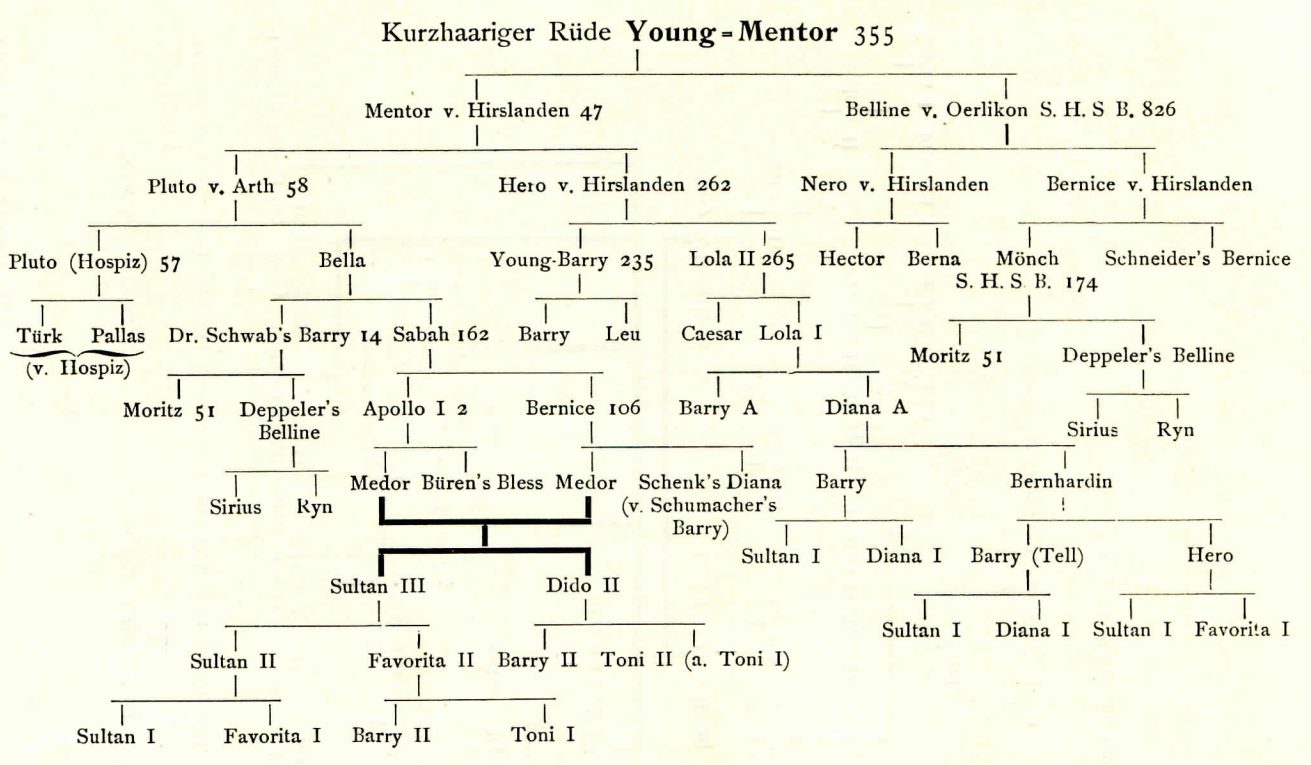 Kurzhaariger Rüde Young-Mentor 355
Mentor v. Hirslanden 47 Belline v. Oerlikon S. H. S B. 826
Pluto v. Arth 58 Hero v. Hirslanden 262 Nero v. Hirslanden Bernice v. Hirslanden
Pluto (Hospiz) 57 Bella Young-Barry 235 Lola II 265 Hector Berna Mönch Schneider's Bernice
S. H. S B. 174
Türk Pallas Dr. Schwab's Barry 14 Sabah 162 Barry Leu Caesar Lola I
(v. Hospiz) Moritz 51 Deppeler's Belline
Moritz 51 Deppeler's Apollo I 2 Bernice 106 Barry A Diana A
Belline Sirius Ryn
Medor Büren's Bless Medor Schenk's Diana Barry Bernhardin
Sirius Ryn (v. Schumacher's
Barry)
Sultan I Diana I Barry (Tell) Hero
Sultan III Dido II
Sultan I Diana I Sultan I Favorita I
Sultan II Favorita II Barry II Toni II (a. Toni I)
Sultan I Favorita I Barry II Toni I